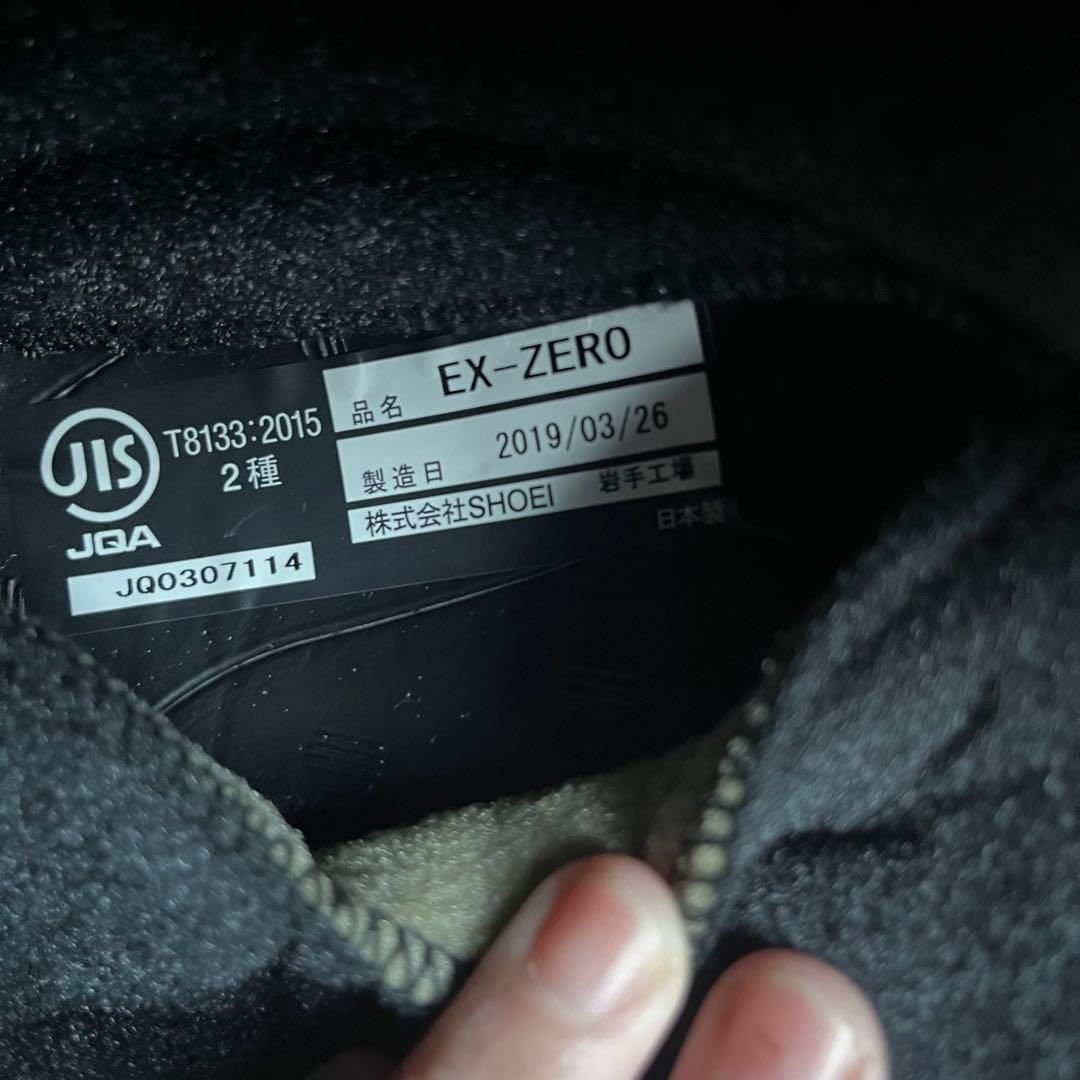 JIS
T8133:2015
2種
JQA
JQ0307114
品名 EX-ZERO
製造日 2019/03/26
株式会社SHOEI 岩手工場
日本製